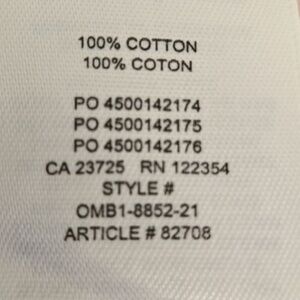 100% COTTON
100% COTON
PO 4500142174
PO 4500142175
PO 4500142176
CA 23725 RN 122354
STYLE #
OMB1-8852-21
ARTICLE # 82708